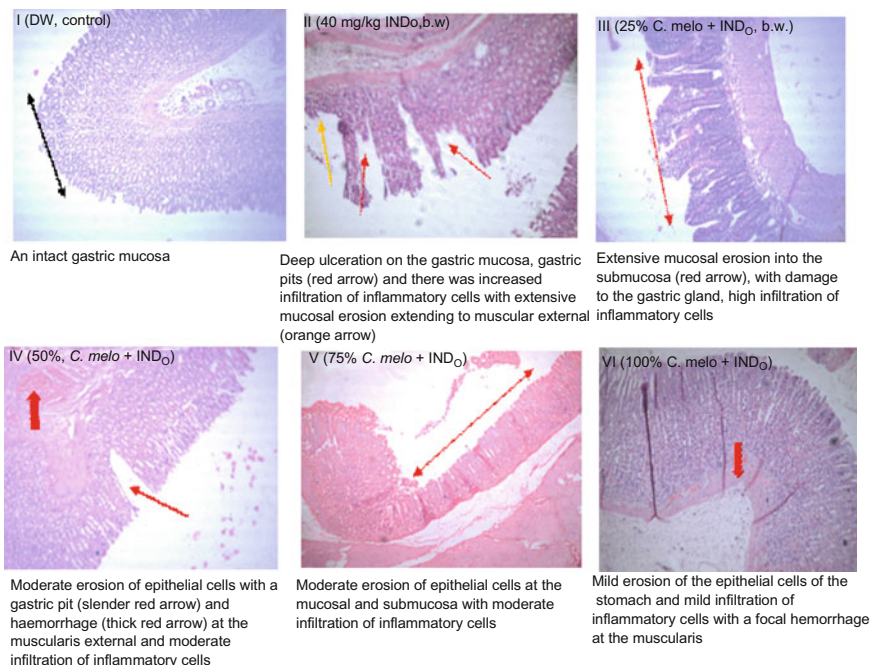 I (DW, control)
II (40 mg/kg INDo,b.w)
III (25% C. melo + INDO, b.w.)
An intact gastric mucosa
Deep ulceration on the gastric mucosa, gastric
pits (red arrow) and there was increased
infiltration of inflammatory cells with extensive
mucosal erosion extending to muscular external
(orange arrow)
Extensive mucosal erosion into the
submucosa (red arrow), with damage
to the gastric gland, high infiltration of
inflammatory cells
IV (50%, C. melo + INDO)
V (75% C. melo + INDO)
VI (100% C. melo + INDO)
Moderate erosion of epithelial cells with a
gastric pit (slender red arrow) and
haemorrhage (thick red arrow) at the
muscularis external and moderate
infiltration of inflammatory cells
Moderate erosion of epithelial cells at the
mucosal and submucosa with moderate
infiltration of inflammatory cells
Mild erosion of the epithelial cells of the
stomach and mild infiltration of
inflammatory cells with a focal hemorrhage
at the muscularis